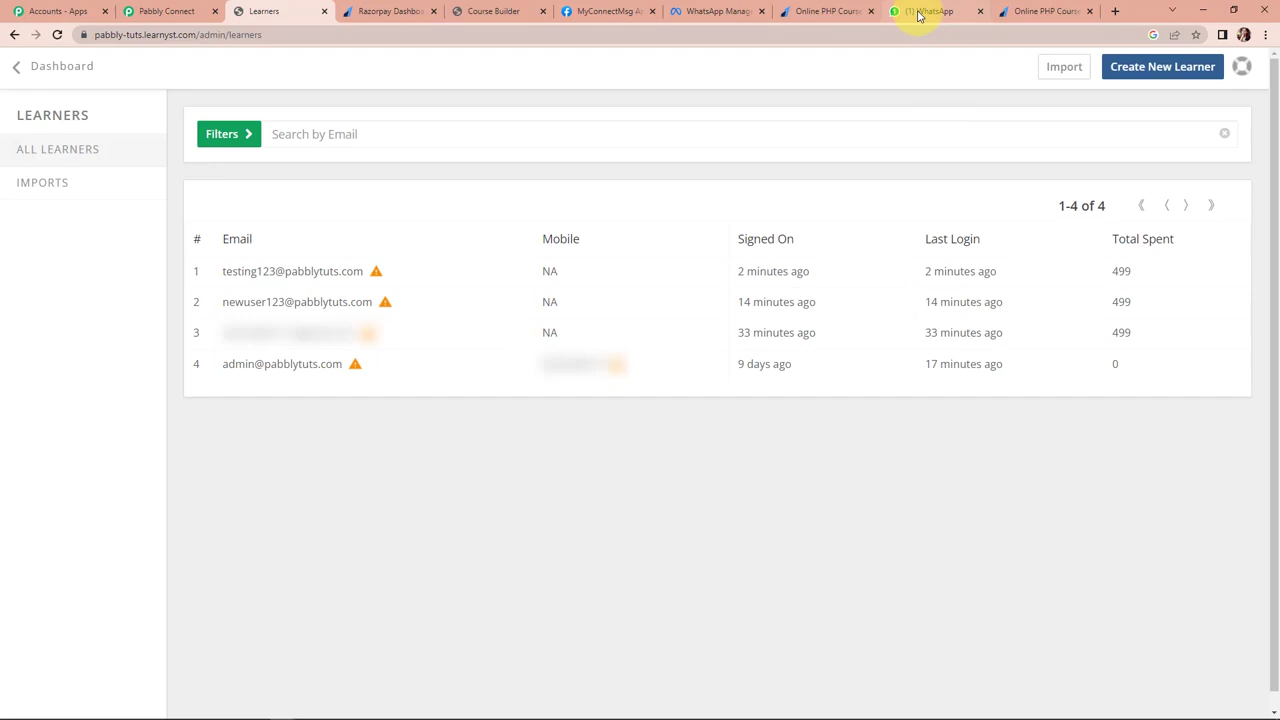 Accounts - Apps
Pabbly Connect
Learners
Razorpay Dashbo
Course Builder
MyConnectMsg A
WhatsApp Manag
Online PHP Cours
(1) WhatsApp
Online PHP Cours
pabbly-tuts.learnyst.com/admin/learners
Dashboard
Import
Create New Learner
LEARNERS
ALL LEARNERS
IMPORTS
Filters
Search by Email
1-4 of 4
# Email Mobile Signed On Last Login Total Spent
1 testing123@pabblytuts.com NA 2 minutes ago 2 minutes ago 499
2 newuser123@pabblytuts.com NA 14 minutes ago 14 minutes ago 499
3 NA 33 minutes ago 33 minutes ago 499
4 admin@pabblytuts.com 9 days ago 17 minutes ago 0